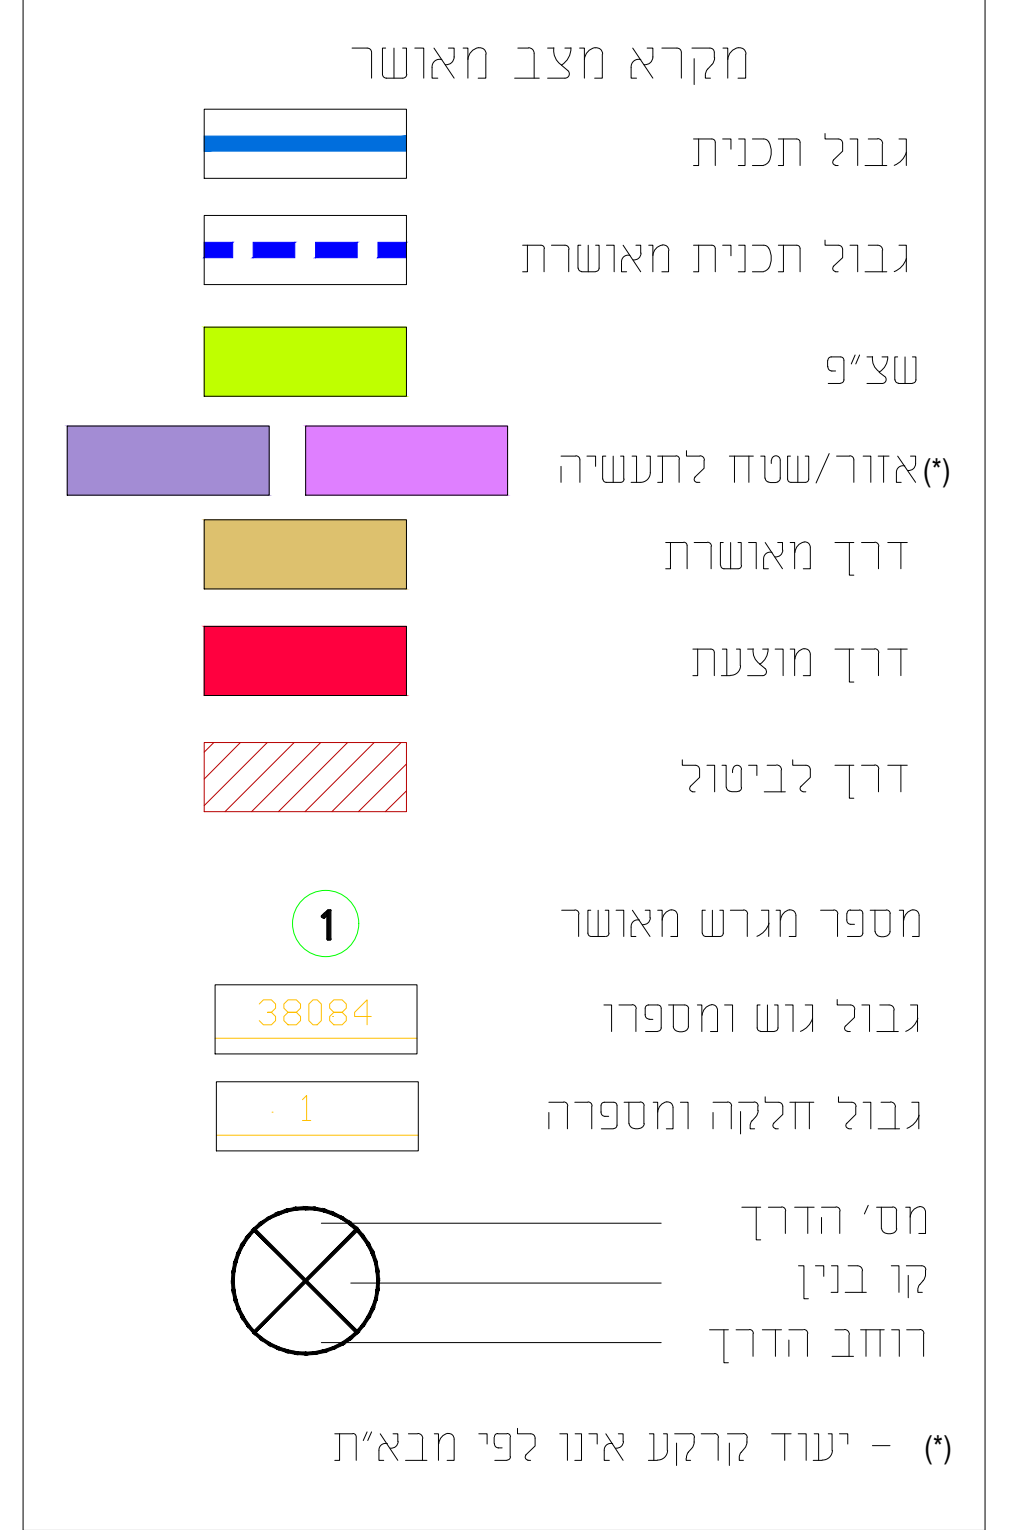 מקרא מצב מאושר
גבול תכנית
גבול תכנית מאושרת
שצ״פ
(*)אזור/שטח לתעשיה
דרך מאושרת
דרך מוצעת
דרך לביטול
מספר מגרש מאושר 1
גבול גוש ומספרו 38084
גבול חלקה ומספרה 1
מס׳ הדרך
קו בנין
רוחב הדרך
(*) - יעוד קרקע אינו לפי מבא״ת